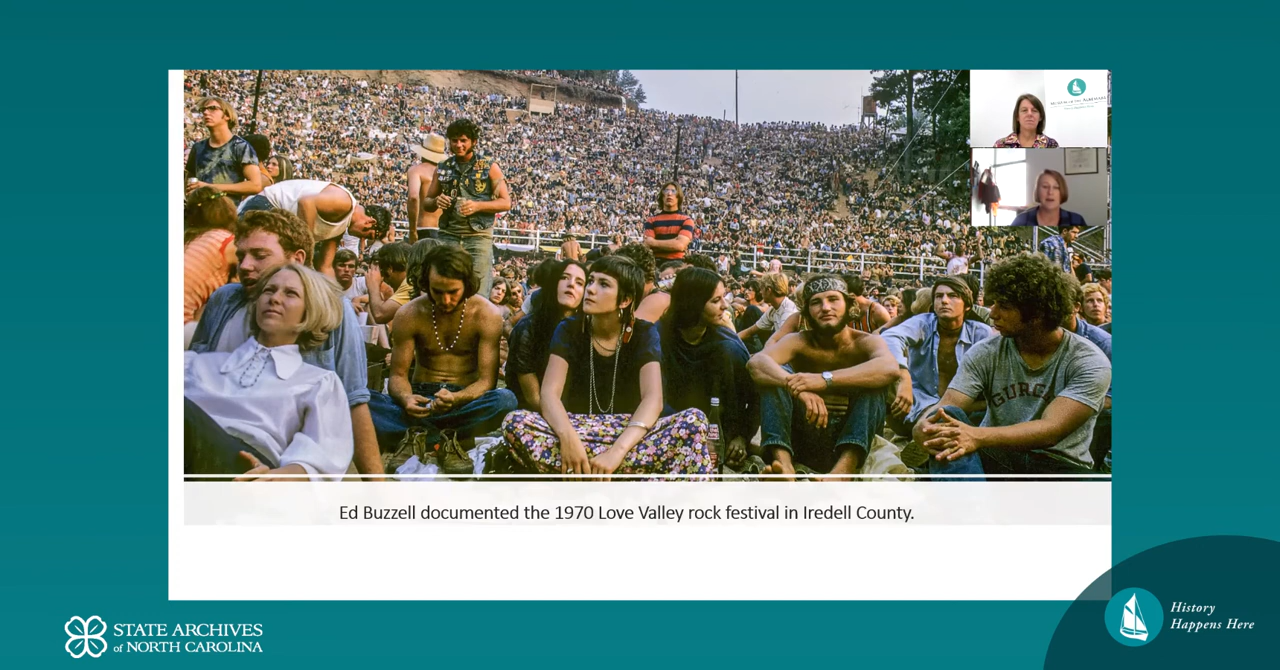 Ed Buzzell documented the 1970 Love Valley rock festival in Iredell County.
STATE ARCHIVES
of NORTH CAROLINA
History
Happens Here